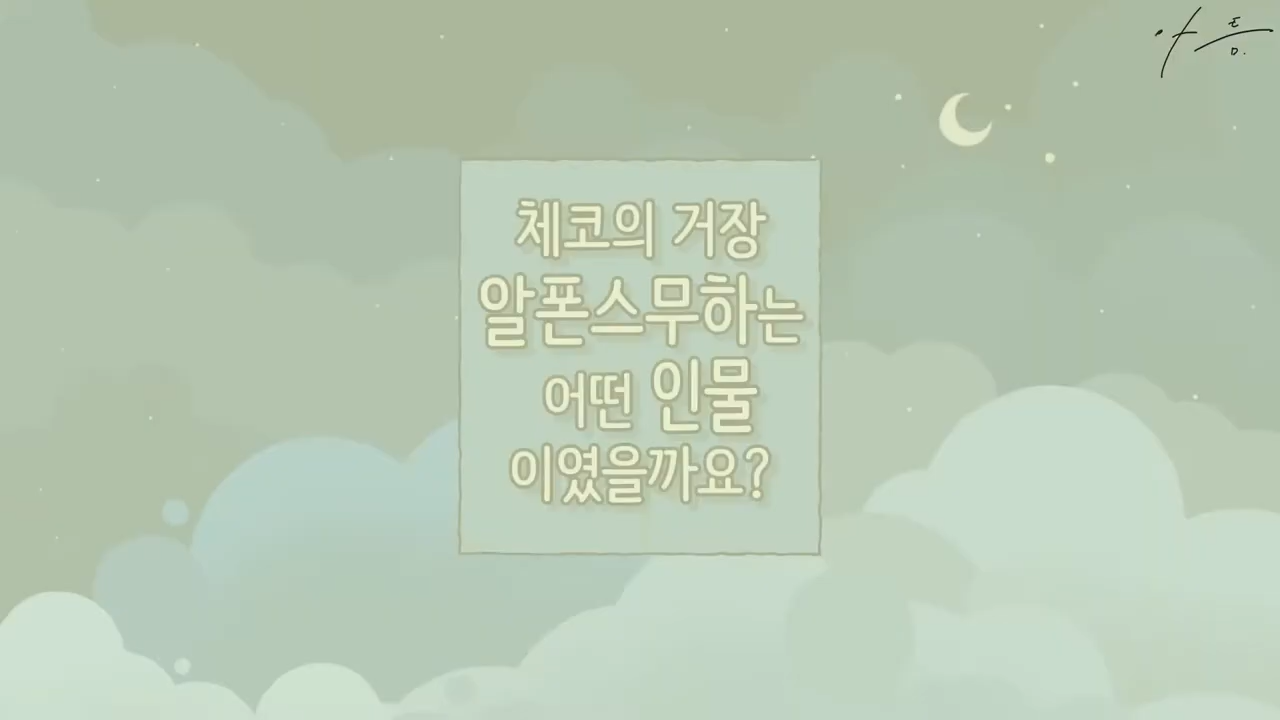 체코의 거장
알폰스무하는
어떤 인물
이였을까요?